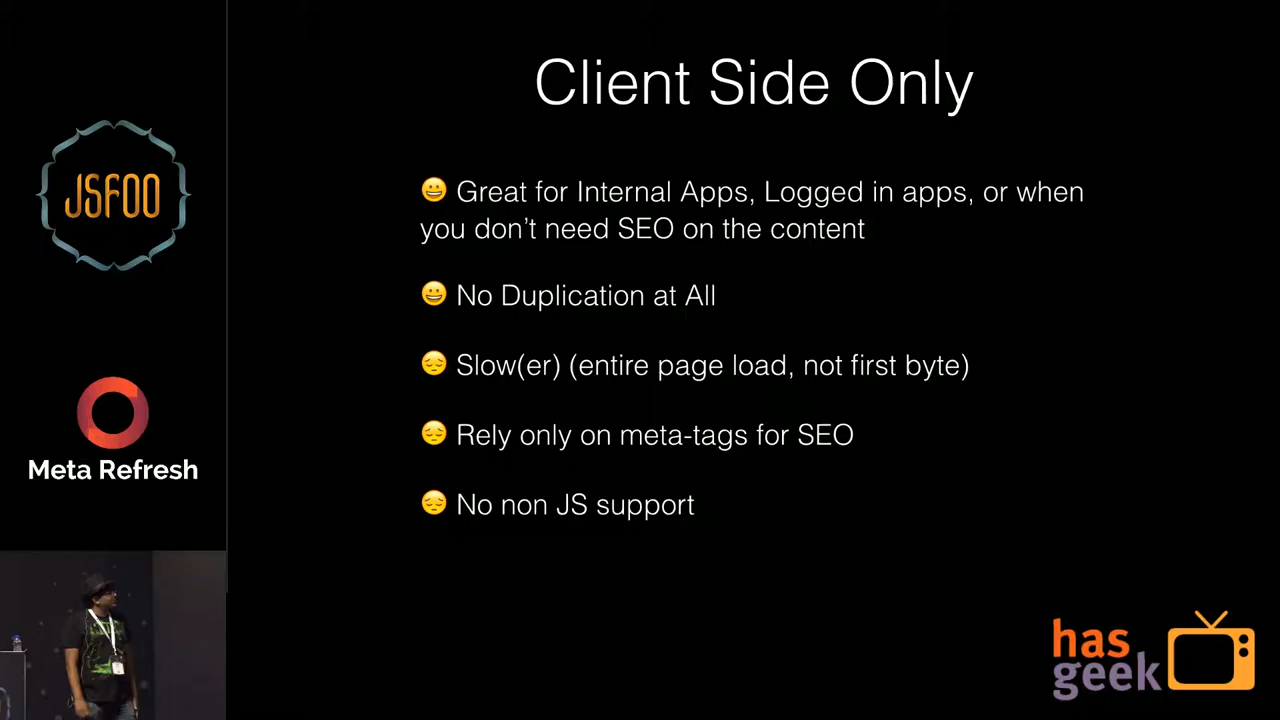 Client Side Only
😀 Great for Internal Apps, Logged in apps, or when
you don’t need SEO on the content
😀 No Duplication at All
😔 Slow(er) (entire page load, not first byte)
😔 Rely only on meta-tags for SEO
😔 No non JS support
JSFOO
Meta Refresh
has
geek